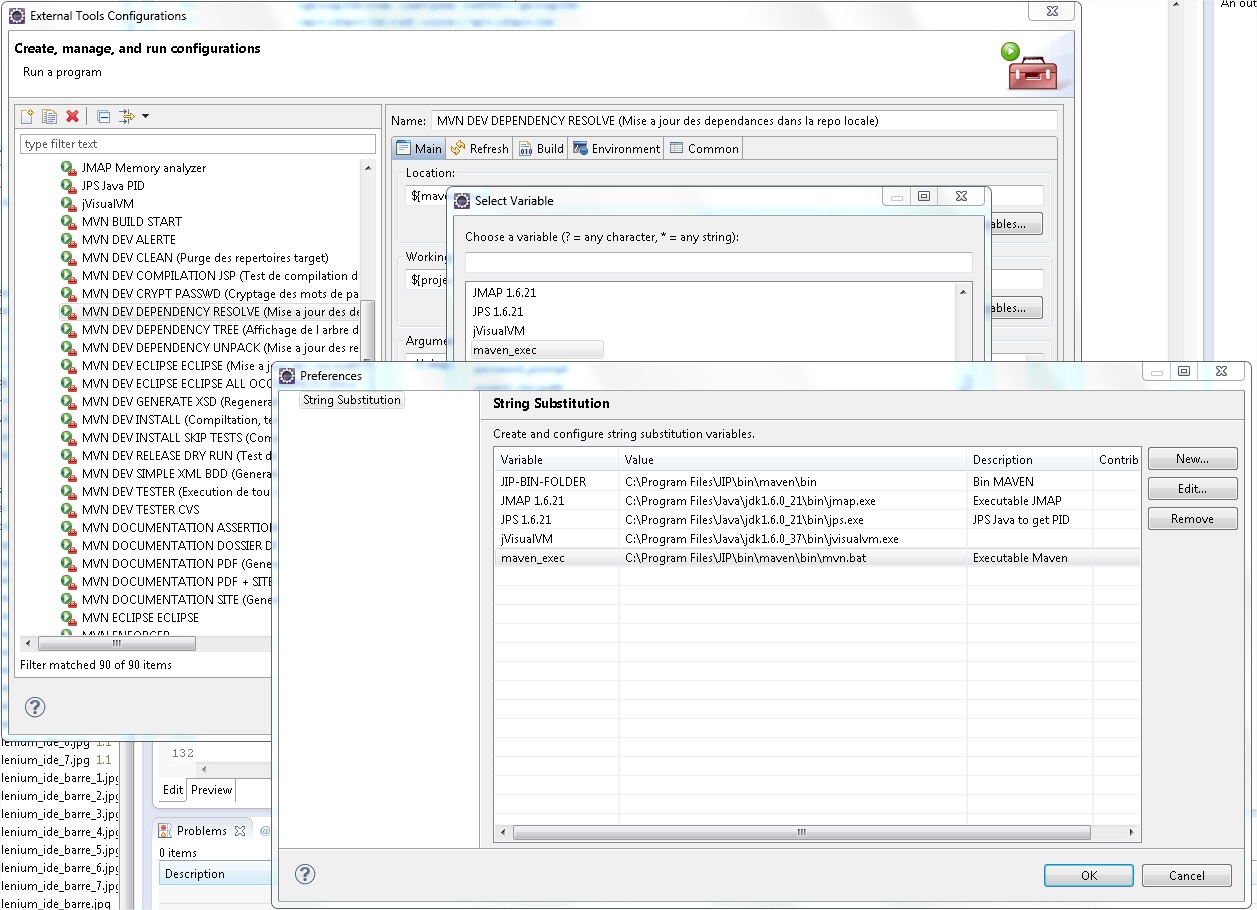 External Tools Configurations
An out
Create, manage, and run configurations
Run a program
type filter text
JMAP Memory analyzer
JPS Java PID
jVisualVM
MVN BUILD START
MVN DEV ALERTE
MVN DEV CLEAN (Purge des repertoires target)
MVN DEV COMPILATION JSP (Test de compilation d
MVN DEV CRYPT PASSWD (Cryptage des mots de pa
MVN DEV DEPENDENCY RESOLVE (Mise a jour des de
MVN DEV DEPENDENCY TREE (Affichage de l arbre d
MVN DEV DEPENDENCY UNPACK (Mise a jour des re
MVN DEV ECLIPSE ECLIPSE (Mise a j
MVN DEV ECLIPSE ECLIPSE ALL OCC
MVN DEV GENERATE XSD (Regenera
MVN DEV INSTALL (Compiltation, te
MVN DEV INSTALL SKIP TESTS (Com
MVN DEV RELEASE DRY RUN (Test d
MVN DEV SIMPLE XML BDD (Genera
MVN DEV TESTER (Execution de tou
MVN DEV TESTER CVS
MVN DOCUMENTATION ASSERTION
MVN DOCUMENTATION DOSSIER D
MVN DOCUMENTATION PDF (Gene
MVN DOCUMENTATION PDF + SITE
MVN DOCUMENTATION SITE (Gene
MVN ECLIPSE ECLIPSE
MVN ENFORCER
Filter matched 90 of 90 items
Name: MVN DEV DEPENDENCY RESOLVE (Mise a jour des dependances dans la repo locale)
Main Refresh Build Environment Common
Location:
${mave
ables...
Working
${proje
ables...
Argume
Select Variable
Choose a variable (? = any character, * = any string):
JMAP 1.6.21
JPS 1.6.21
jVisualVM
maven_exec
Preferences
String Substitution
String Substitution
Create and configure string substitution variables.
Variable Value Description Contrib
JIP-BIN-FOLDER C:\Program Files\JIP\bin\maven\bin Bin MAVEN
JMAP 1.6.21 C:\Program Files\Java\jdk1.6.0_21\bin\jmap.exe Executable JMAP
JPS 1.6.21 C:\Program Files\Java\jdk1.6.0_21\bin\jps.exe JPS Java to get PID
jVisualVM C:\Program Files\Java\jdk1.6.0_37\bin\jvisualvm.exe
maven_exec C:\Program Files\JIP\bin\maven\bin\mvn.bat Executable Maven
New...
Edit...
Remove
OK Cancel
lenium_ide_6.jpg 1.1
lenium_ide_7.jpg 1.1
lenium_ide_barre_1.jpg
lenium_ide_barre_2.jpg
lenium_ide_barre_3.jpg
lenium_ide_barre_4.jpg
lenium_ide_barre_5.jpg
lenium_ide_barre_6.jpg
lenium_ide_barre_7.jpg
lenium_ide_barre.jpg
132
Edit Preview
Problems @
0 items
Description